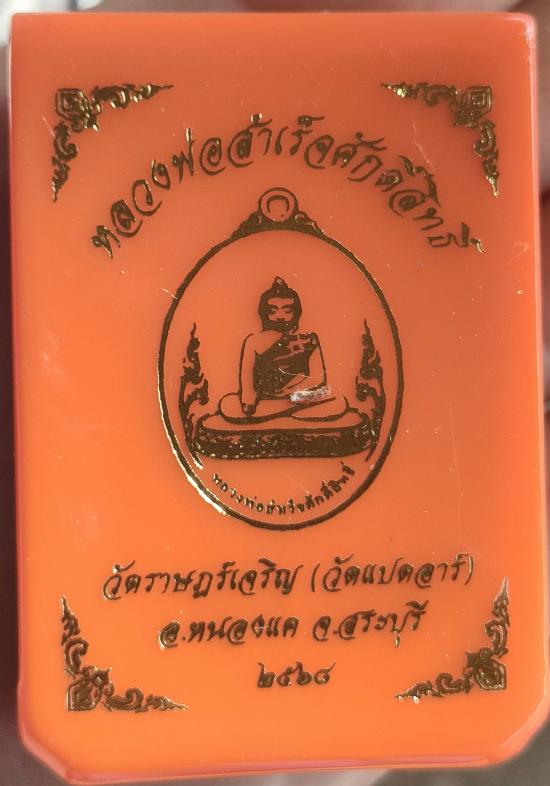 หลวงพ่อสำเร็จศักดิ์สิทธิ์
หลวงพ่อสำเร็จศักดิ์สิทธิ์
วัดราษฎร์เจริญ (วัดแปดอาร์)
อ.หนองแค จ.สระบุรี
๒๕๖๘